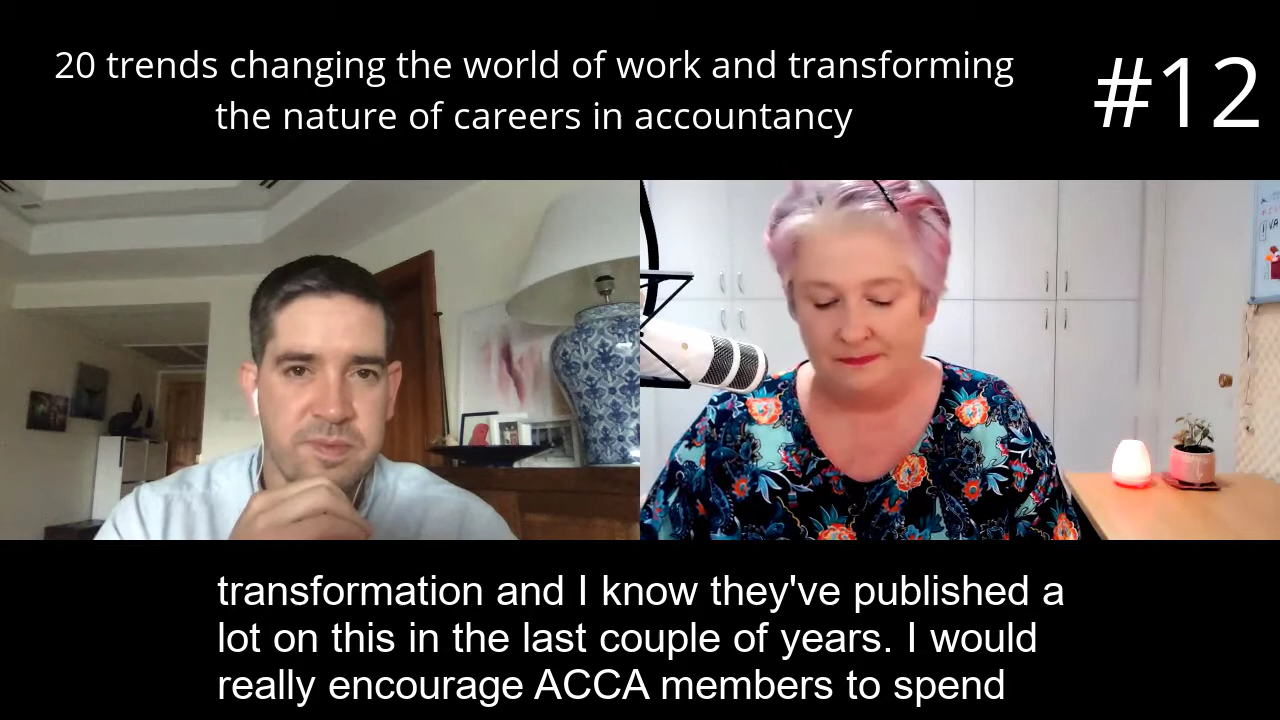 20 trends changing the world of work and transforming
the nature of careers in accountancy
#12
transformation and I know they've published a
lot on this in the last couple of years. I would
really encourage ACCA members to spend